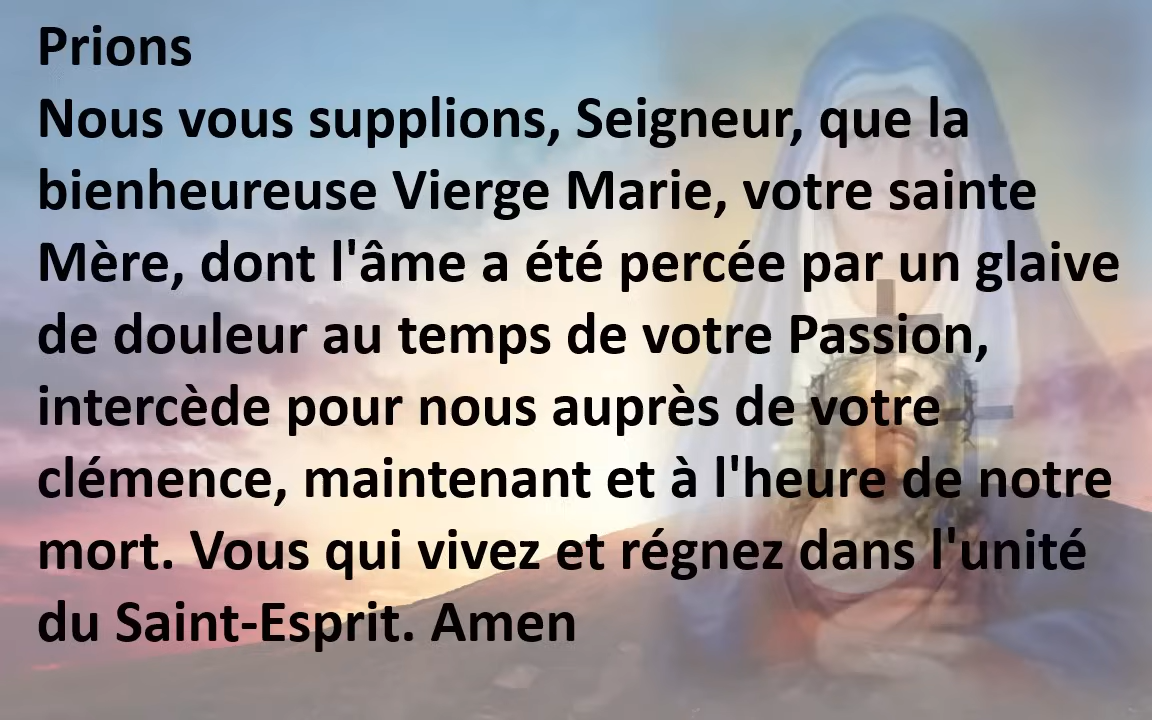 Prions
Nous vous supplions, Seigneur, que la
bienheureuse Vierge Marie, votre sainte
Mère, dont l'âme a été percée par un glaive
de douleur au temps de votre Passion,
intercède pour nous auprès de votre
clémence, maintenant et à l'heure de notre
mort. Vous qui vivez et régnez dans l'unité
du Saint-Esprit. Amen